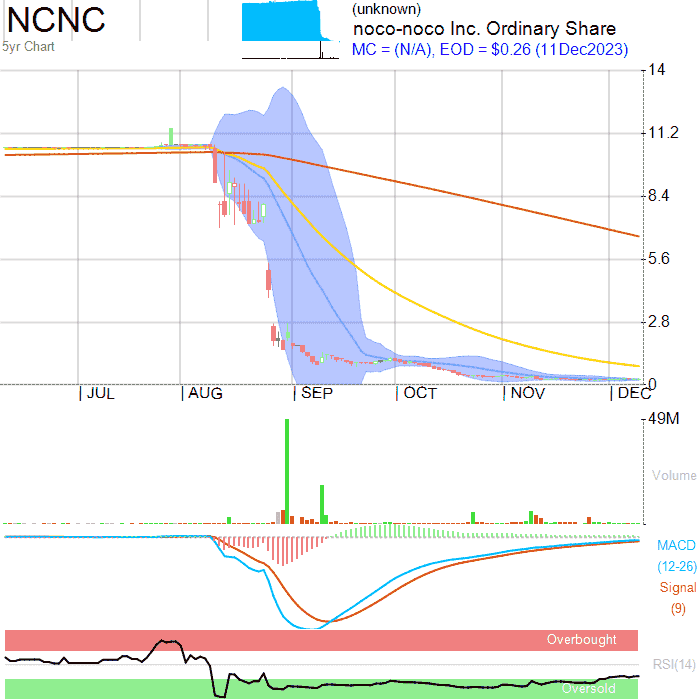 NCNC
5yr Chart
(unknown)
noco-noco Inc. Ordinary Share
MC = (N/A), EOD = $0.26 (11Dec2023)
14
11.2
8.4
5.6
2.8
0
JUL AUG SEP OCT NOV DEC
49M
Volume
MACD
(12-26)
Signal
(9)
Overbought
RSI(14)
Oversold